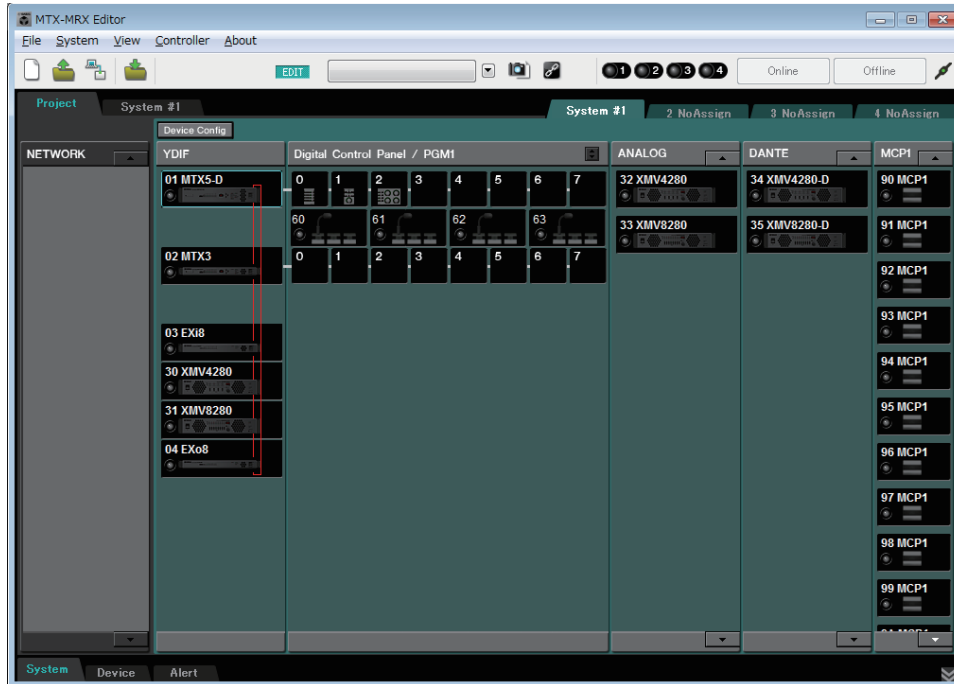 MTX-MRX Editor
File System View Controller About
EDIT 1 2 3 4 Online Offline
Project System #1
System #1 2 NoAssign 3 NoAssign 4 NoAssign
Device Config
NETWORK YDIF Digital Control Panel / PGM1 ANALOG DANTE MCP1
01 MTX5-D 0 1 2 3 4 5 6 7 32 XMV4280 34 XMV4280-D 90 MCP1
60 61 62 63 33 XMV8280 35 XMV8280-D 91 MCP1
02 MTX3 0 1 2 3 4 5 6 7 92 MCP1
93 MCP1
03 EXi8
94 MCP1
30 XMV4280
31 XMV8280 95 MCP1
04 EXo8 96 MCP1
97 MCP1
98 MCP1
99 MCP1
System Device Alert